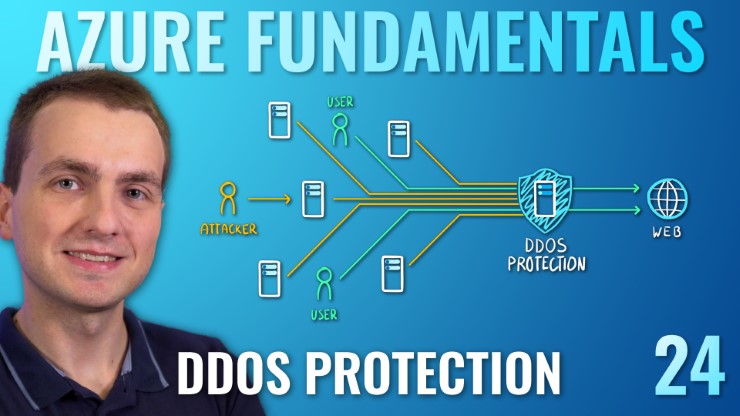 AZURE FUNDAMENTALS
USER
ATTACKER
DDOS
PROTECTION
WEB
USER
DDOS PROTECTION
24